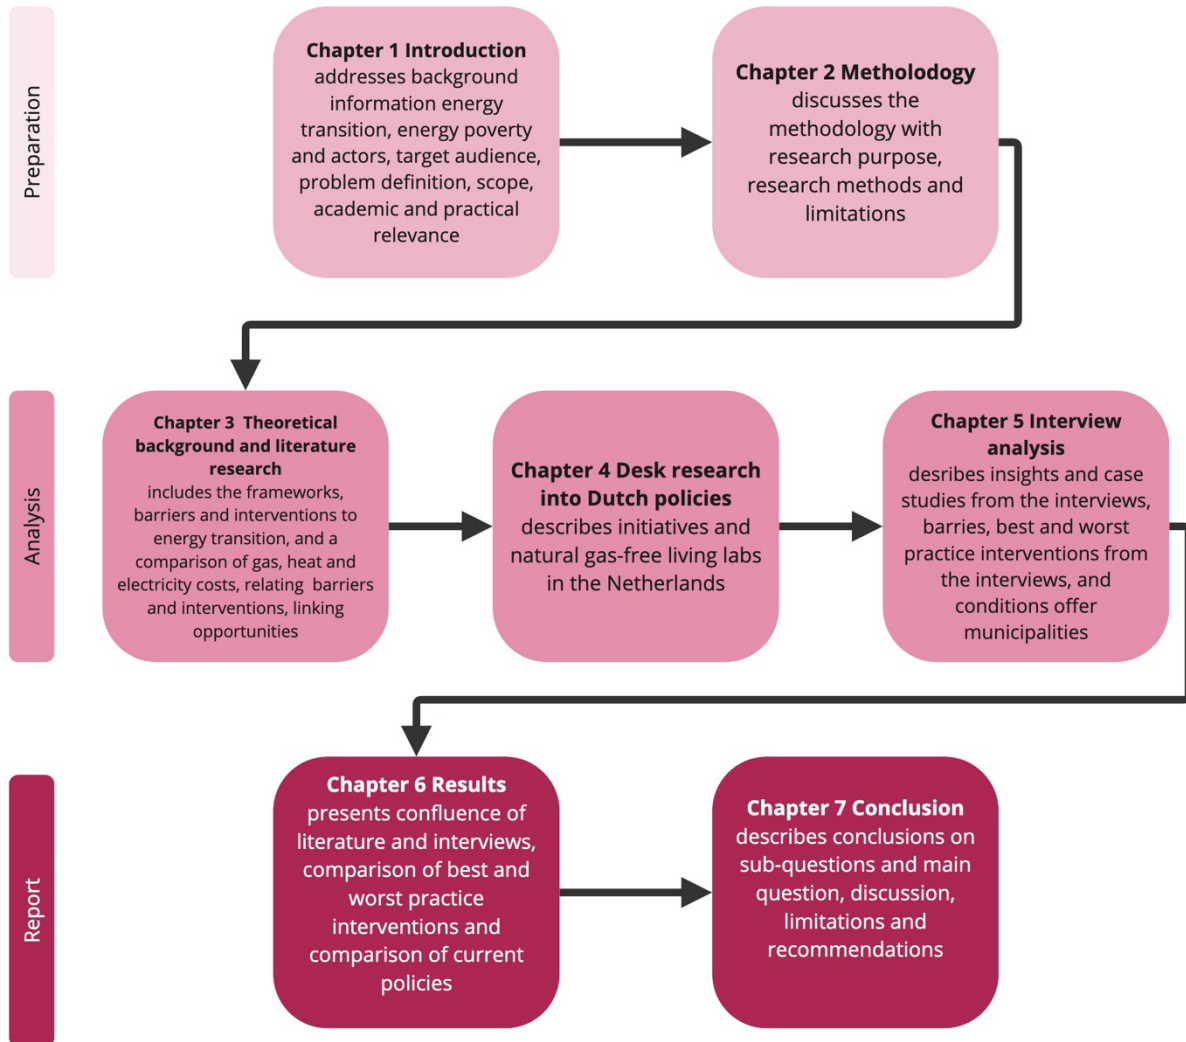 Preparation
Chapter 1 Introduction
addresses background
information energy
transition, energy poverty
and actors, target audience,
problem definition, scope,
academic and practical
relevance
Chapter 2 Metholodogy
discusses the
methodology with
research purpose,
research methods and
limitations
Analysis
Chapter 3 Theoretical
background and literature
research
includes the frameworks,
barriers and interventions to
energy transition, and a
comparison of gas, heat and
electricity costs, relating barriers
and interventions, linking
opportunities
Chapter 4 Desk research
into Dutch policies
describes initiatives and
natural gas-free living labs
in the Netherlands
Chapter 5 Interview
analysis
desribes insights and case
studies from the interviews,
barries, best and worst
practice interventions from
the interviews, and
conditions offer
municipalities
Report
Chapter 6 Results
presents confluence of
literature and interviews,
comparison of best and
worst practice
interventions and
comparison of current
policies
Chapter 7 Conclusion
describes conclusions on
sub-questions and main
question, discussion,
limitations and
recommendations